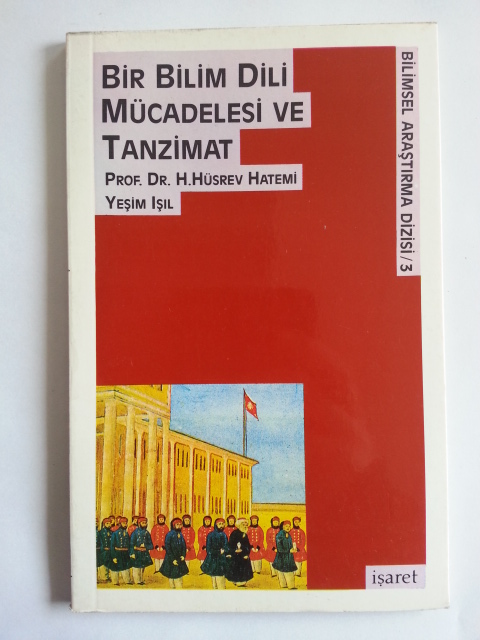 BİR BİLİM DİLİ
MÜCADELESİ VE
TANZİMAT
PROF. DR. H.HÜSREV HATEMİ
YEŞİM IŞIL
BİLİMSEL ARAŞTIRMA DİZİSİ/3
işaret